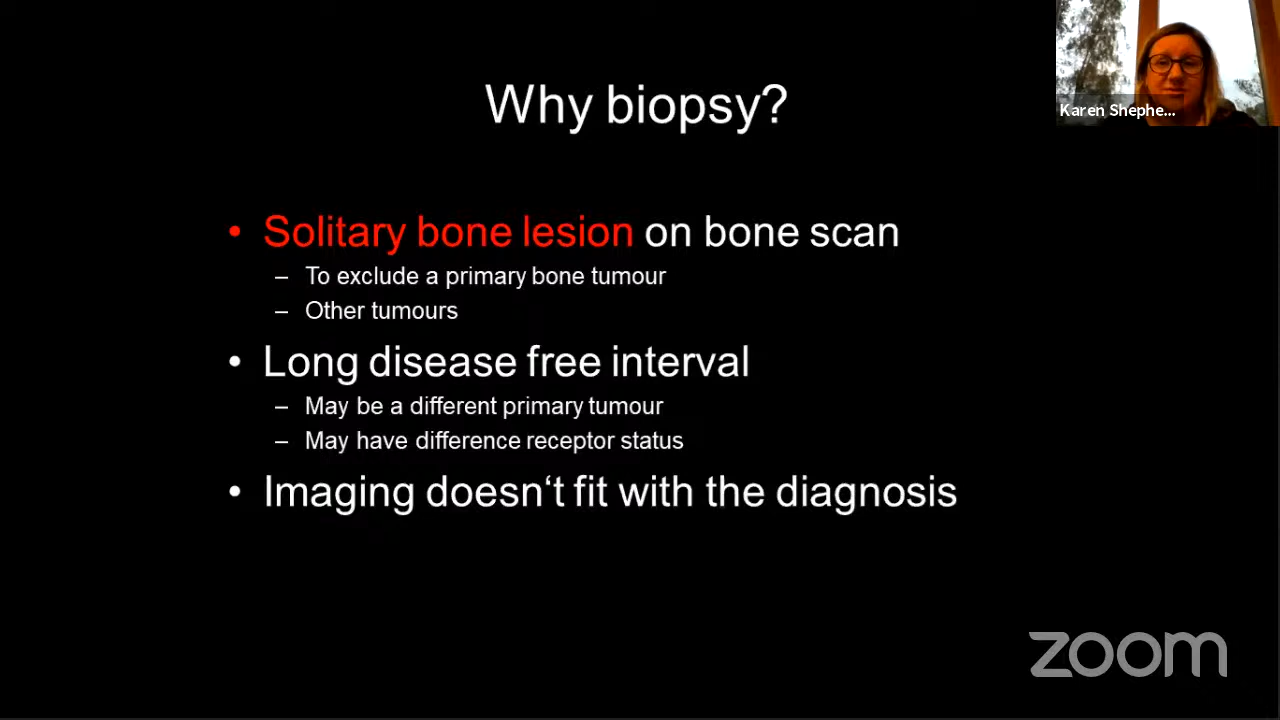 Why biopsy?
Karen Shephe...
• Solitary bone lesion on bone scan
– To exclude a primary bone tumour
– Other tumours
• Long disease free interval
– May be a different primary tumour
– May have difference receptor status
• Imaging doesn‘t fit with the diagnosis
zoom